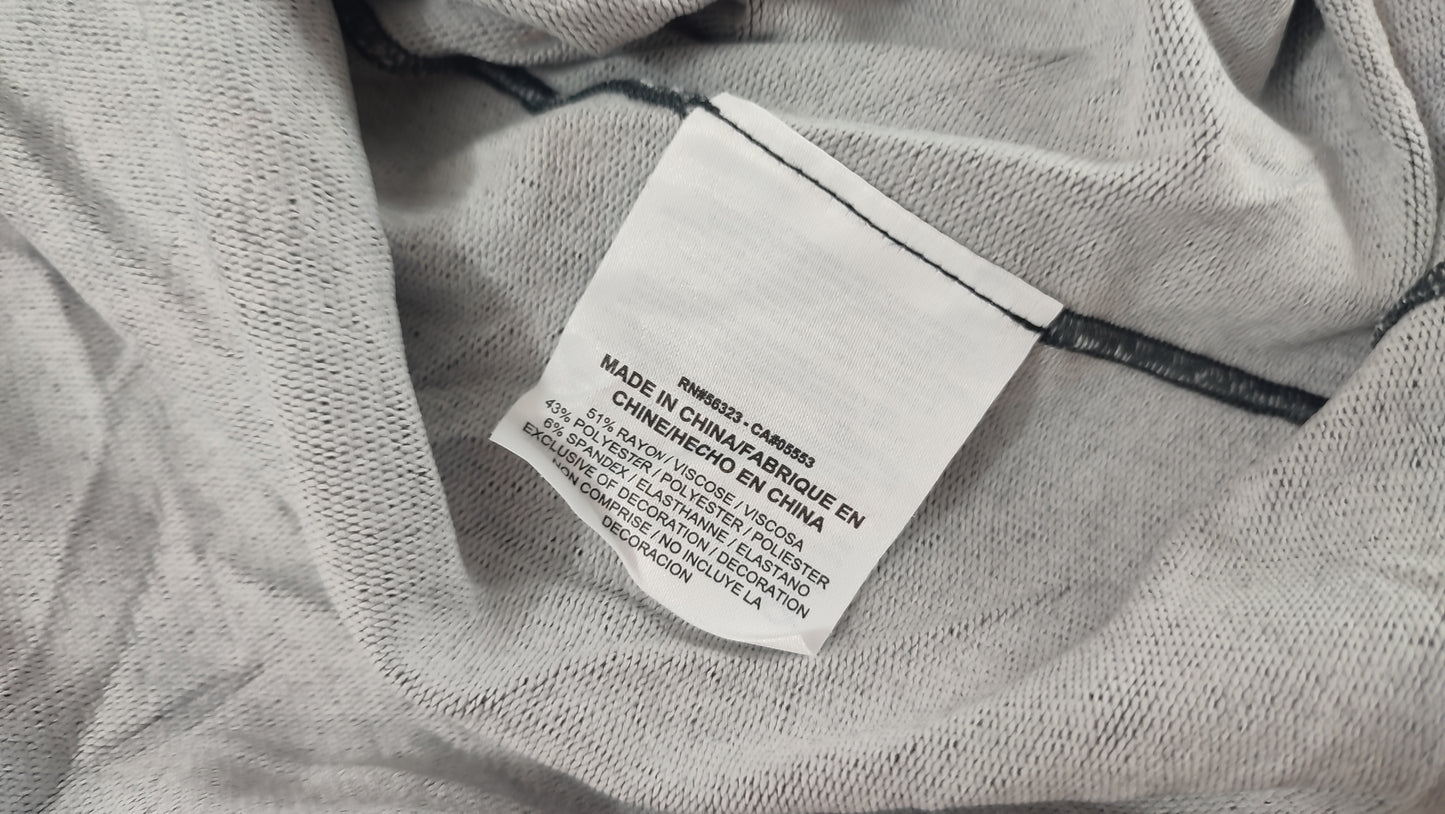 RN#56323 - CA#05553
MADE IN CHINA/FABRIQUE EN
CHINE/HECHO EN CHINA
51% RAYON / VISCOSE / VISCOSA
43% POLYESTER / POLYESTER / POLIESTER
6% SPANDEX / ELASTHANNE / ELASTANO
EXCLUSIVE OF DECORATION / DECORATION
NON COMPRISE / NO INCLUYE LA
DECORACION